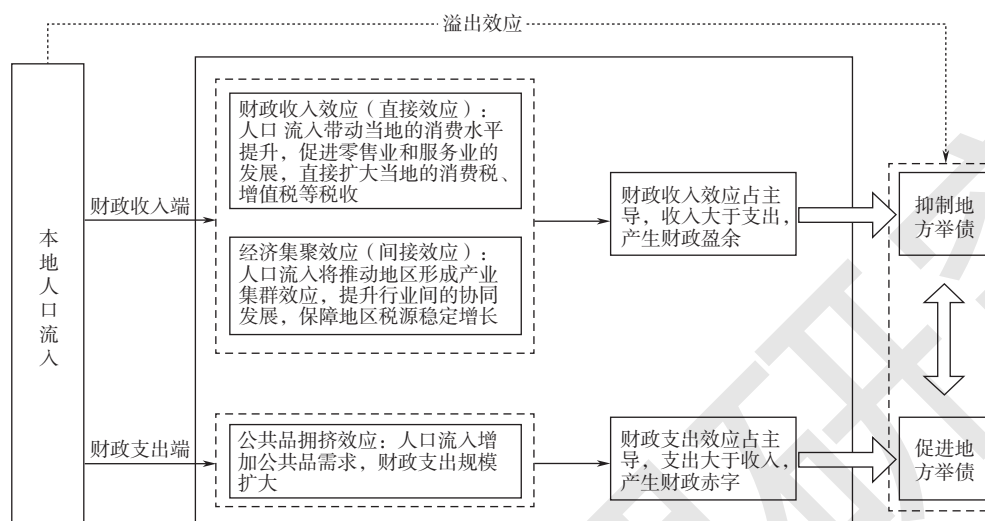 溢出效应
本地人口流入
财政收入端
财政收入效应（直接效应）：
人口 流入带动当地的消费水平
提升，促进零售业和服务业的
发展，直接扩大当地的消费税、
增值税等税收
经济集聚效应（间接效应）：
人口流入将推动地区形成产业
集群效应，提升行业间的协同
发展，保障地区税源稳定增长
财政收入效应占主
导，收入大于支出，
产生财政盈余
抑制地
方举债
财政支出端
公共品拥挤效应：人口流入增
加公共品需求，财政支出规模
扩大
财政支出效应占主
导，支出大于收入，
产生财政赤字
促进地
方举债